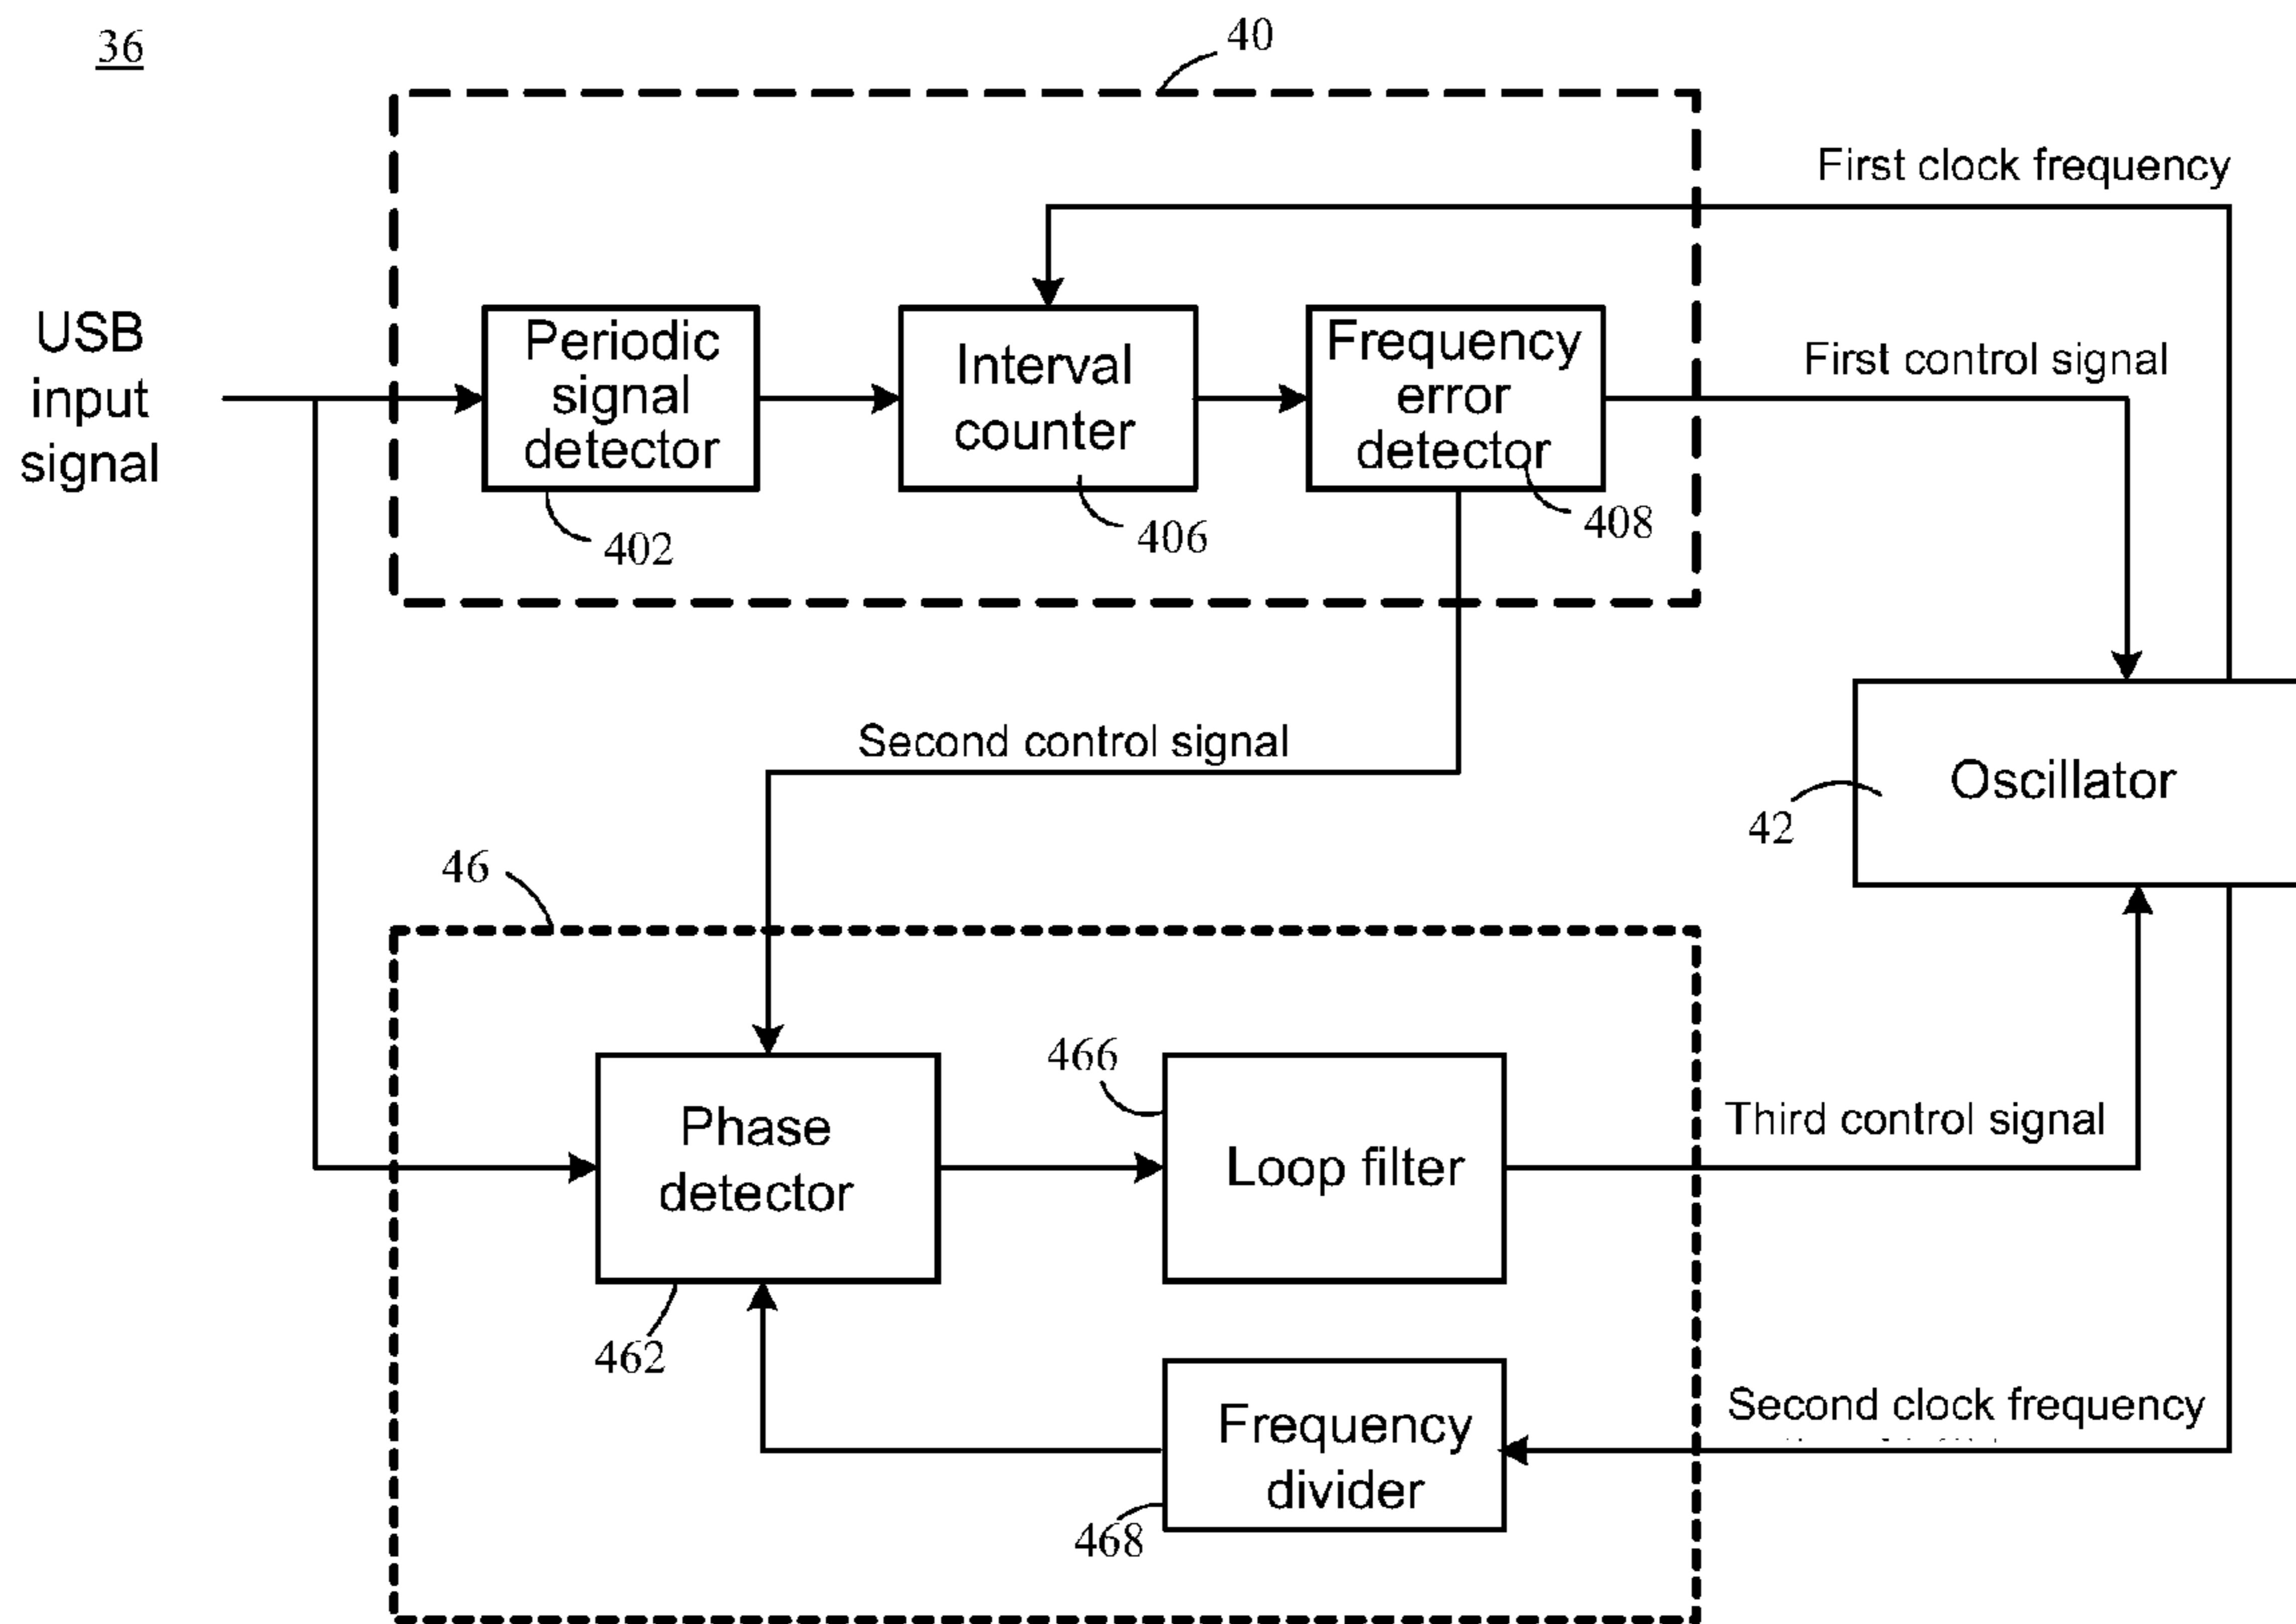 36
40
First clock frequency
USB
input
signal
Periodic
signal
detector
402
Interval
counter
406
Frequency
error
detector
408
First control signal
Second control signal
Oscillator
42
46
Phase
detector
462
466
Loop filter
Third control signal
Frequency
divider
468
Second clock frequency